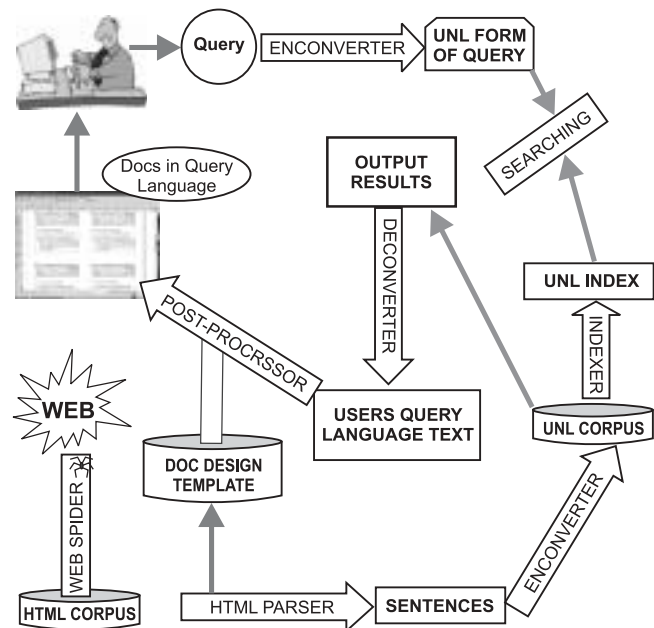 Query
ENCONVERTER
UNL FORM
OF QUERY
SEARCHING
Docs in Query
Language
OUTPUT
RESULTS
DECONVERTER
UNL INDEX
INDEXER
POST-PROCRSSOR
USERS QUERY
LANGUAGE TEXT
UNL CORPUS
WEB
WEB SPIDER
DOC DESIGN
TEMPLATE
ENCONVERTER
HTML CORPUS
HTML PARSER
SENTENCES